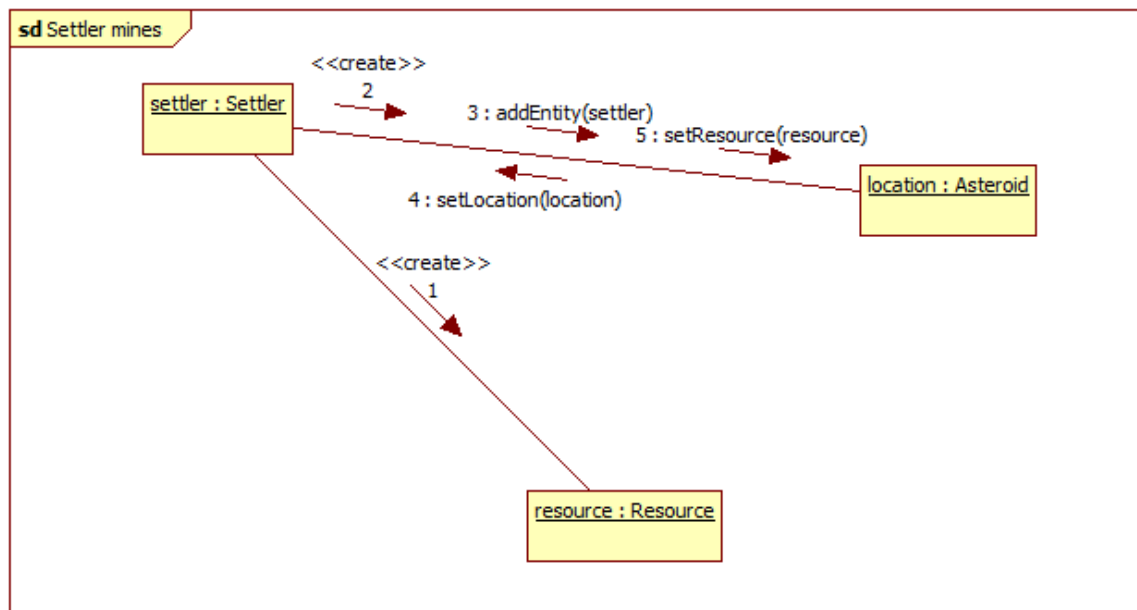 sd Settler mines
<<create>>
2
settler : Settler
3 : addEntity(settler)
5 : setResource(resource)
location : Asteroid
4 : setLocation(location)
<<create>>
1
resource : Resource